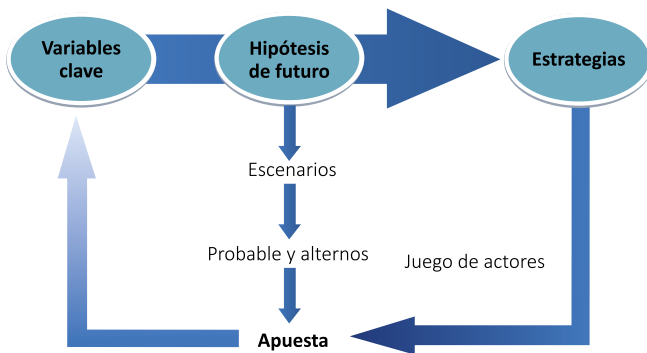 Variables
clave
Hipótesis
de futuro
Estrategias
Escenarios
Probable y alternos
Juego de actores
Apuesta